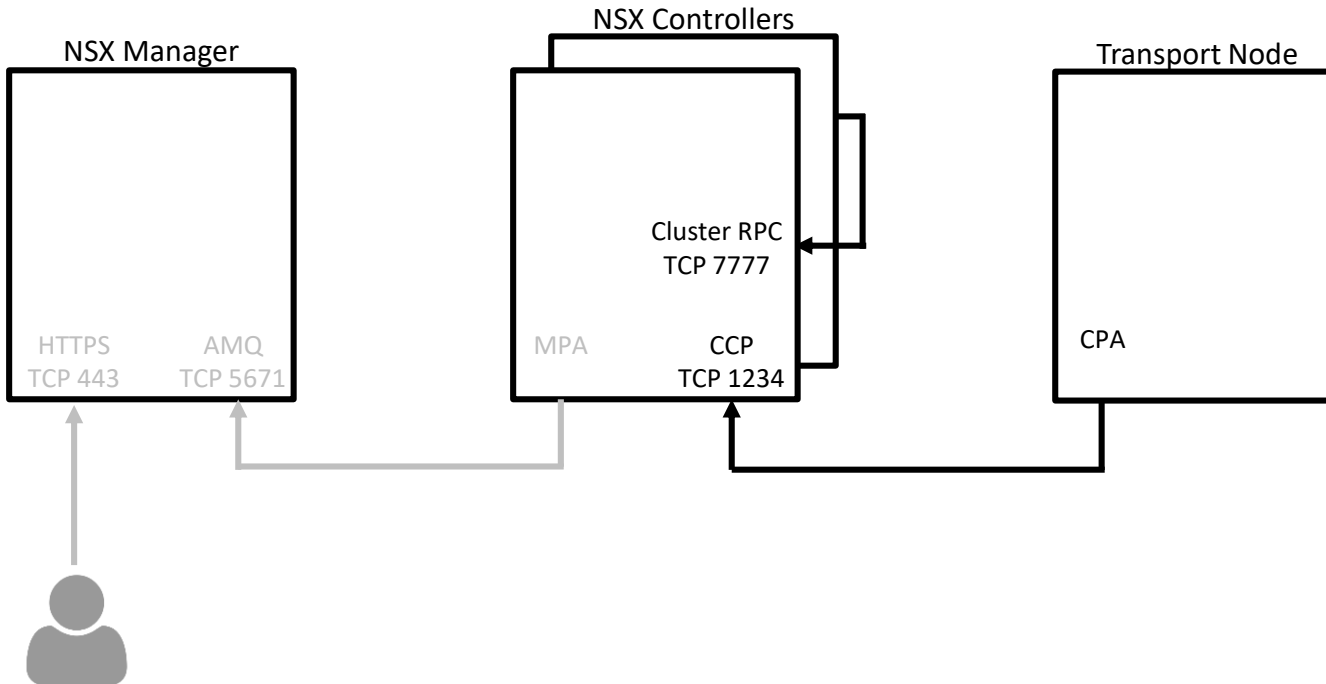 NSX Controllers
NSX Manager
Transport Node
Cluster RPC
TCP 7777
HTTPS
TCP 443
AMQ
TCP 5671
MPA
CCP
TCP 1234
CPA